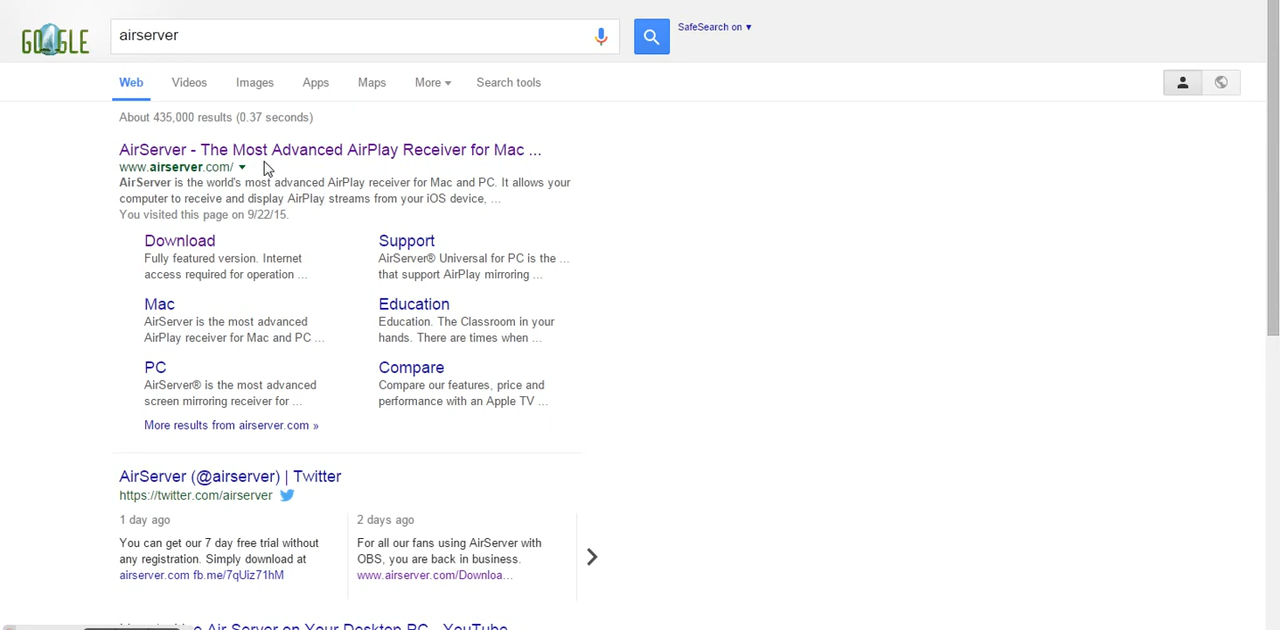 GOOGLE
airserver
SafeSearch on ▼
Web Videos Images Apps Maps More ▾ Search tools
About 435,000 results (0.37 seconds)
AirServer - The Most Advanced AirPlay Receiver for Mac ...
www.airserver.com/ ▼
AirServer is the world's most advanced AirPlay receiver for Mac and PC. It allows your
computer to receive and display AirPlay streams from your iOS device, ...
You visited this page on 9/22/15.
Download
Fully featured version. Internet
access required for operation ...
Support
AirServer® Universal for PC is the ...
that support AirPlay mirroring ...
Mac
AirServer is the most advanced
AirPlay receiver for Mac and PC ...
Education
Education. The Classroom in your
hands. There are times when ...
PC
AirServer® is the most advanced
screen mirroring receiver for ...
Compare
Compare our features, price and
performance with an Apple TV ...
More results from airserver.com »
AirServer (@airserver) | Twitter
https://twitter.com/airserver
1 day ago
You can get our 7 day free trial without
any registration. Simply download at
airserver.com fb.me/7qUiz71hM
2 days ago
For all our fans using AirServer with
OBS, you are back in business.
www.airserver.com/Downloa...
Air Server on Your Desktop PC - YouTube